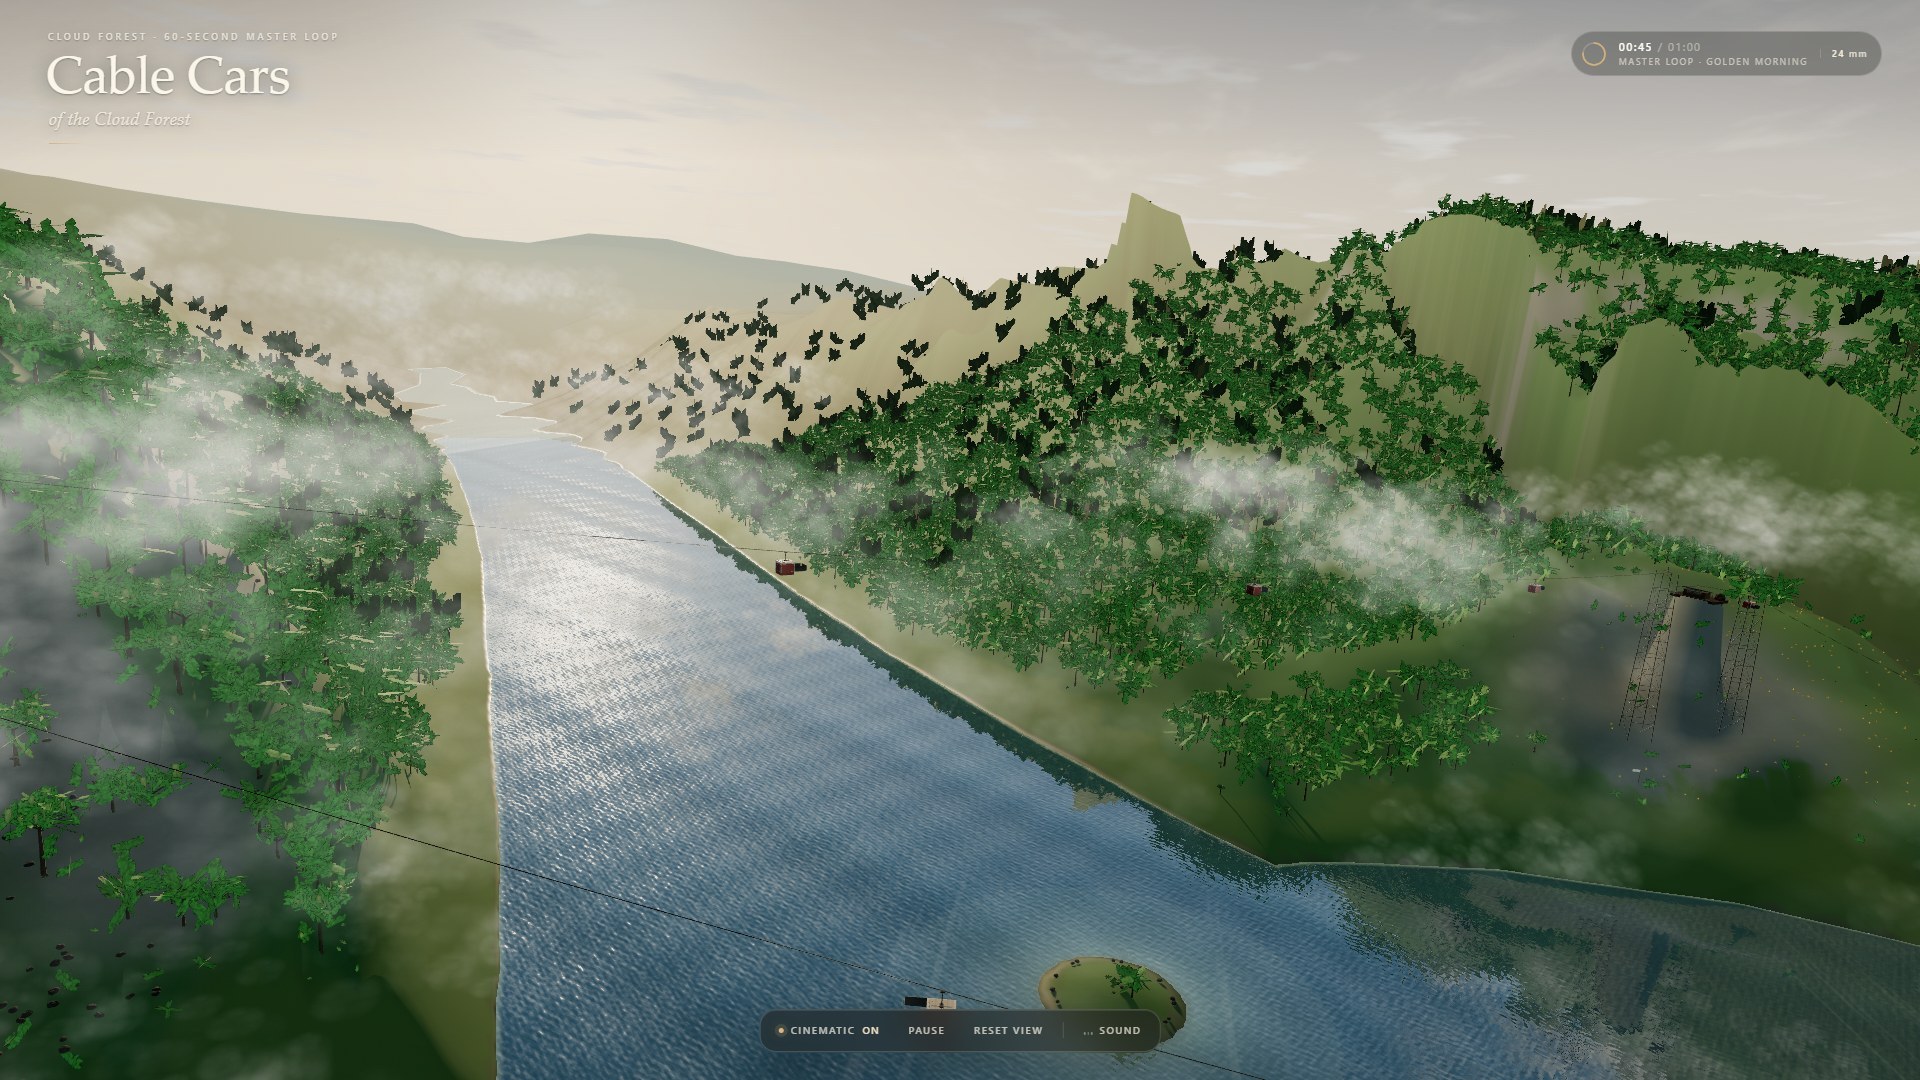 CLOUD FOREST · 60-SECOND MASTER LOOP
Cable Cars
of the Cloud Forest
00:45 / 01:00
MASTER LOOP · GOLDEN MORNING
24 mm
CINEMATIC ON
PAUSE
RESET VIEW
SOUND